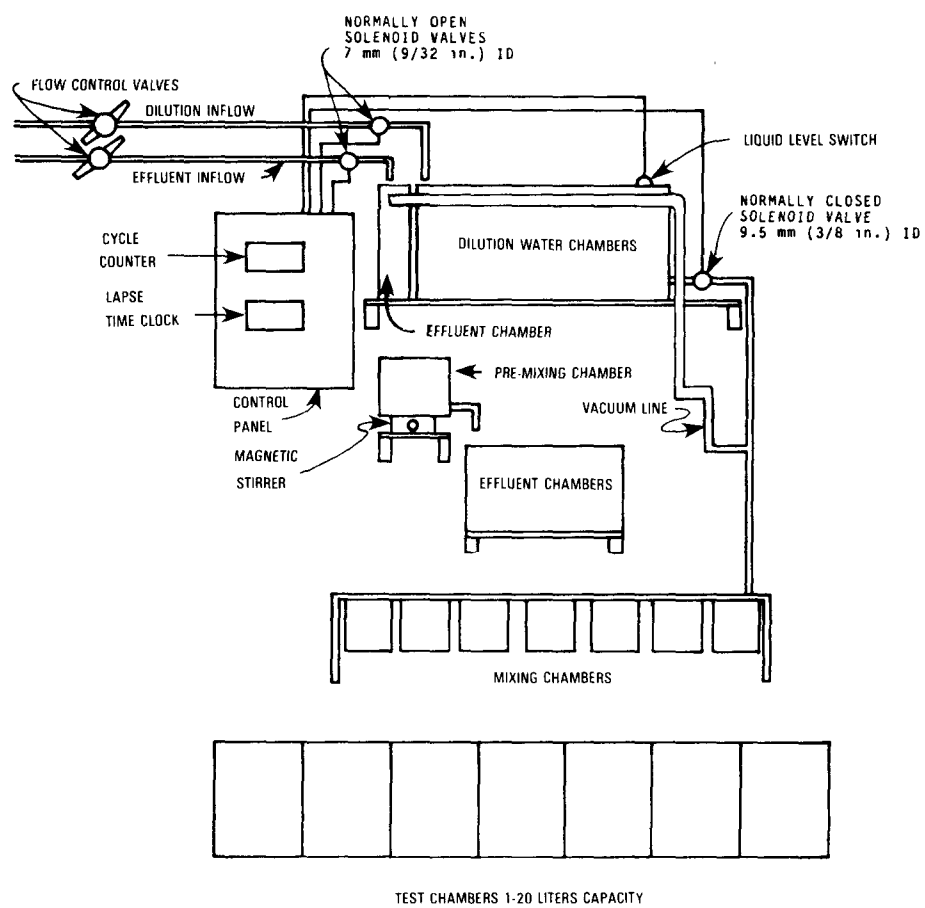 NORMALLY OPEN
SOLENOID VALVES
7 mm (9/32 in.) ID
FLOW CONTROL VALVES
DILUTION INFLOW
EFFLUENT INFLOW
LIQUID LEVEL SWITCH
NORMALLY CLOSED
SOLENOID VALVE
9.5 mm (3/8 in.) ID
CYCLE
COUNTER
DILUTION WATER CHAMBERS
LAPSE
TIME CLOCK
EFFLUENT CHAMBER
PRE-MIXING CHAMBER
CONTROL
PANEL
VACUUM LINE
MAGNETIC
STIRRER
EFFLUENT CHAMBERS
MIXING CHAMBERS
TEST CHAMBERS 1-20 LITERS CAPACITY